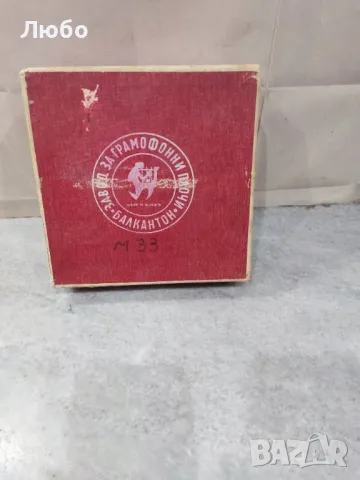 Любо
ЗАВОД ЗА ГРАМОФОННИ ПЛОЧИ
·БАЛКАНТОН·
М 33
BAZAR